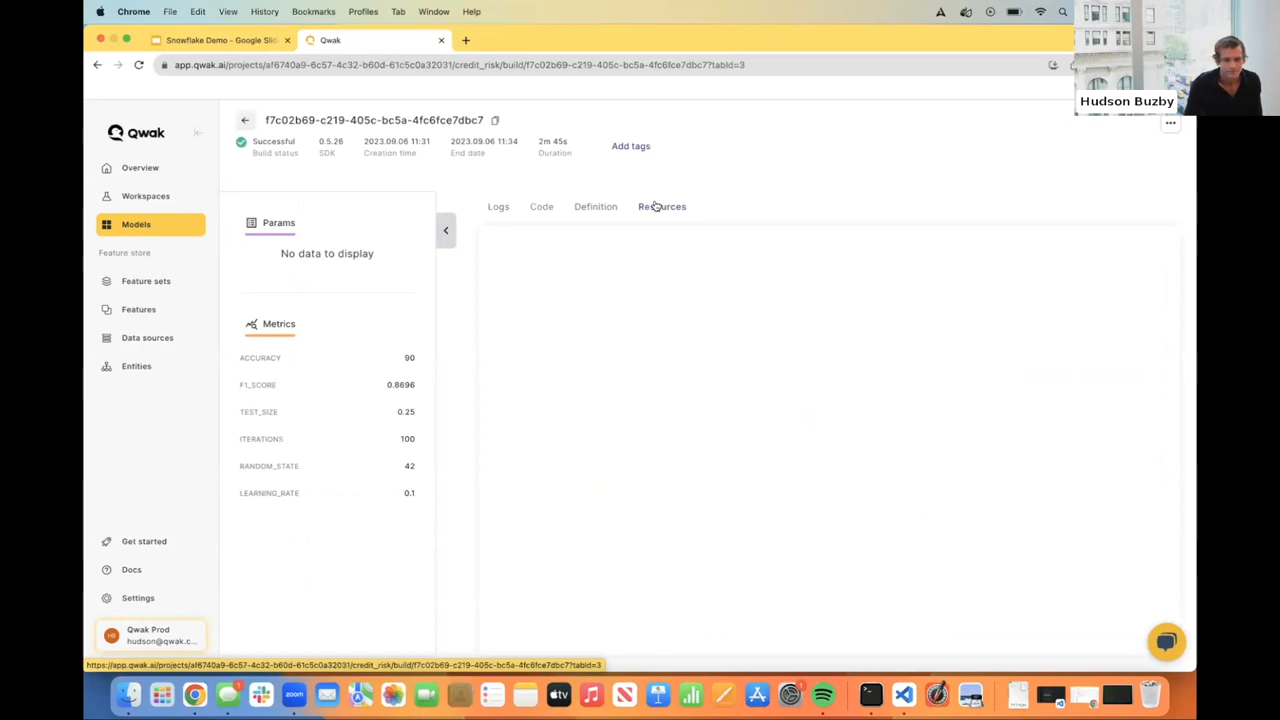 Chrome File Edit View History Bookmarks Profiles Tab Window Help
Snowflake Demo - Google Slid
Qwak
app.qwak.ai/projects/af6740a9-6c57-4c32-b60d-61c5c0a32031/credit_risk/build/f7c02b69-c219-405c-bc5a-4fc6fce7dbc7?tabId=3
Hudson Buzby
Qwak
f7c02b69-c219-405c-bc5a-4fc6fce7dbc7
Successful 0.5.26 2023.09.06 11:31 2023.09.06 11:34 2m 45s
Build status SDK Creation time End date Duration
Add tags
Overview
Workspaces
Models
Feature store
Feature sets
Features
Data sources
Entities
Get started
Docs
Settings
Qwak Prod
hudson@qwak.c...
HB
Params
No data to display
Metrics
ACCURACY 90
F1_SCORE 0.8696
TEST_SIZE 0.25
ITERATIONS 100
RANDOM_STATE 42
LEARNING_RATE 0.1
Logs Code Definition Resources
https://app.qwak.ai/projects/af6740a9-6c57-4c32-b60d-61c5c0a32031/credit_risk/build/f7c02b69-c219-405c-bc5a-4fc6fce7dbc7?tabId=3
zoom
tv